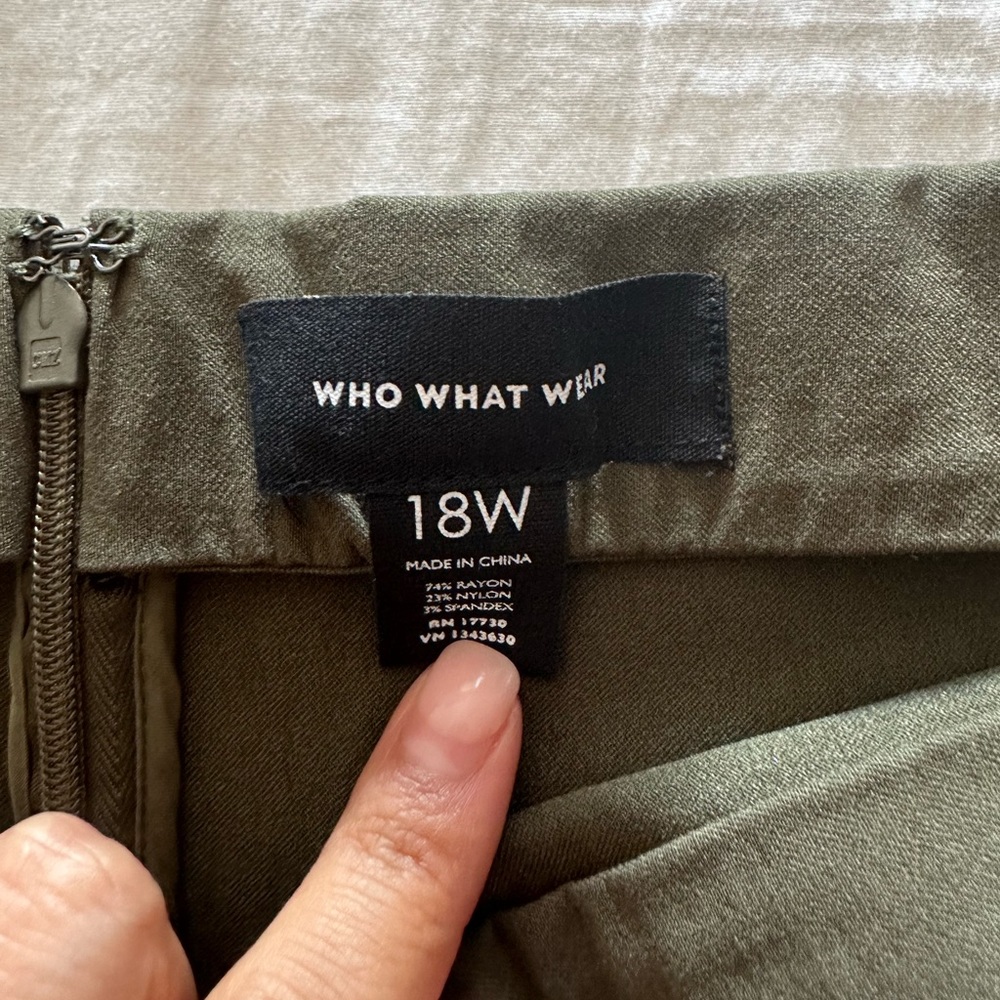 WHO WHAT WEAR
18W
MADE IN CHINA
74% RAYON
23% NYLON
3% SPANDEX
RN 17730
VN 1343630